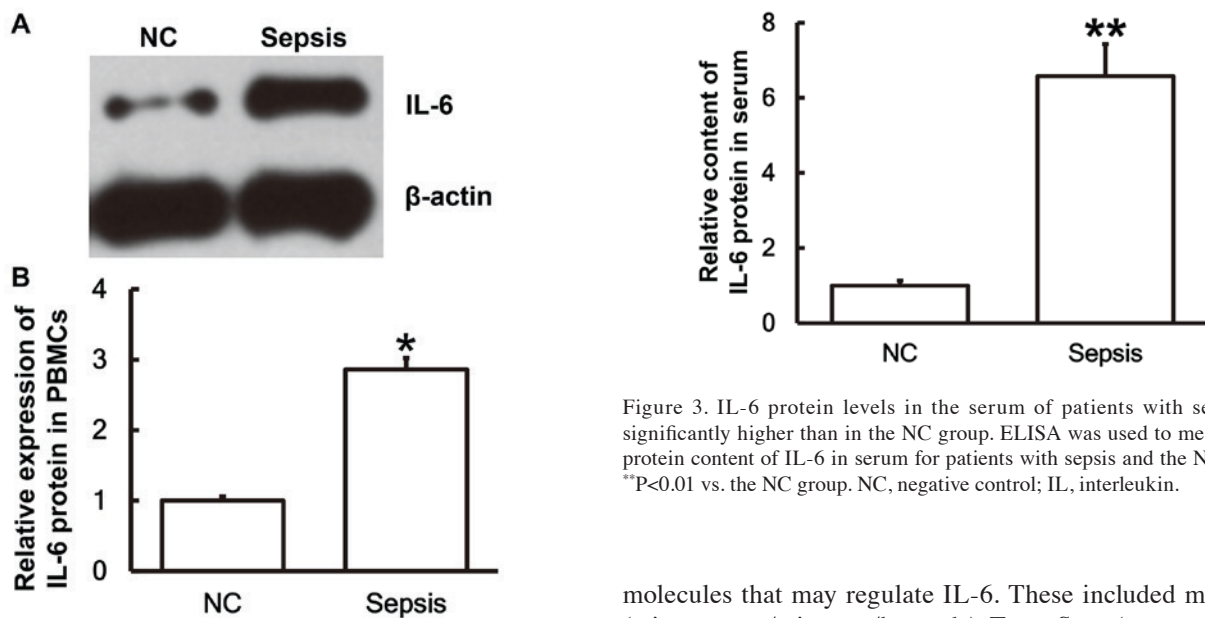 A
NC Sepsis
IL-6
β-actin
B
Relative expression of
IL-6 protein in PBMCs
4
3
2
1
0
*
NC Sepsis
Relative content of
IL-6 protein in serum
8
6
4
2
0
**
NC Sepsis
Figure 3. IL-6 protein levels in the serum of patients with
significantly higher than in the NC group. ELISA was used to
protein content of IL-6 in serum for patients with sepsis and the
**P<0.01 vs. the NC group. NC, negative control; IL, interleukin.
molecules that may regulate IL-6. These included